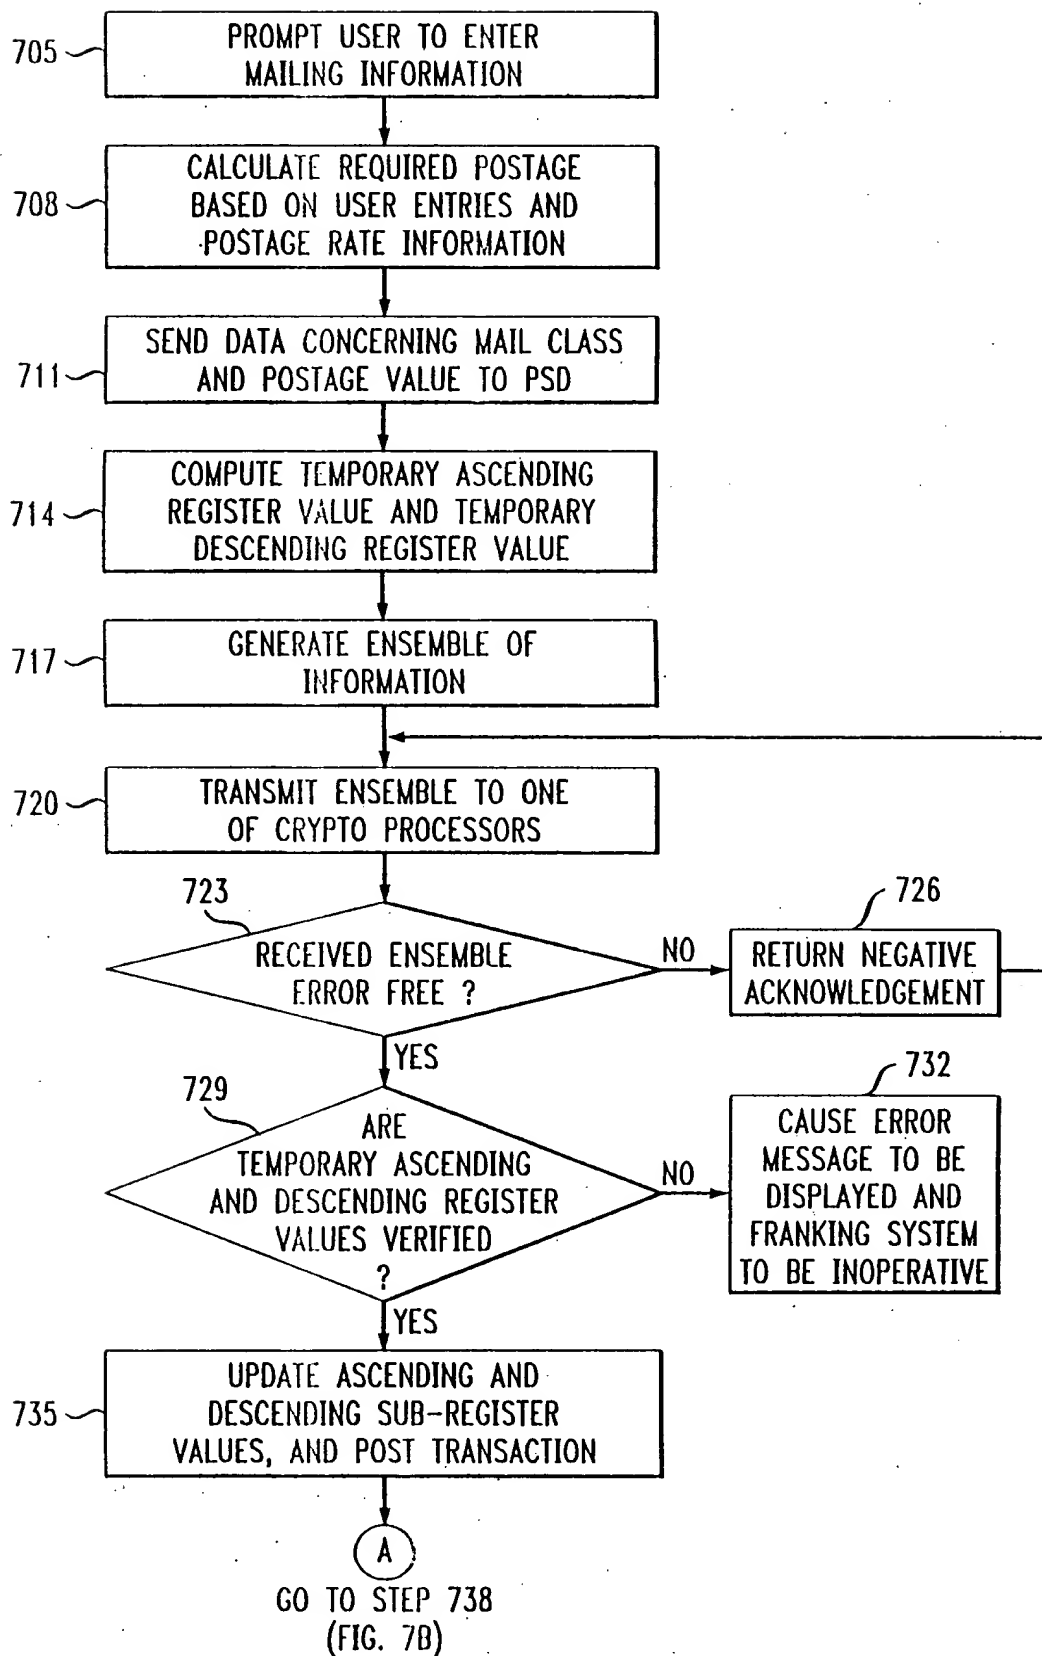 705
PROMPT USER TO ENTER
MAILING INFORMATION
708
CALCULATE REQUIRED POSTAGE
BASED ON USER ENTRIES AND
POSTAGE RATE INFORMATION
711
SEND DATA CONCERNING MAIL CLASS
AND POSTAGE VALUE TO PSD
714
COMPUTE TEMPORARY ASCENDING
REGISTER VALUE AND TEMPORARY
DESCENDING REGISTER VALUE
717
GENERATE ENSEMBLE OF
INFORMATION
720
TRANSMIT ENSEMBLE TO ONE
OF CRYPTO PROCESSORS
723
RECEIVED ENSEMBLE
ERROR FREE ?
NO
726
RETURN NEGATIVE
ACKNOWLEDGEMENT
YES
729
ARE
TEMPORARY ASCENDING
AND DESCENDING REGISTER
VALUES VERIFIED
?
NO
732
CAUSE ERROR
MESSAGE TO BE
DISPLAYED AND
FRANKING SYSTEM
TO BE INOPERATIVE
YES
735
UPDATE ASCENDING AND
DESCENDING SUB-REGISTER
VALUES, AND POST TRANSACTION
A
GO TO STEP 738
(FIG. 7B)